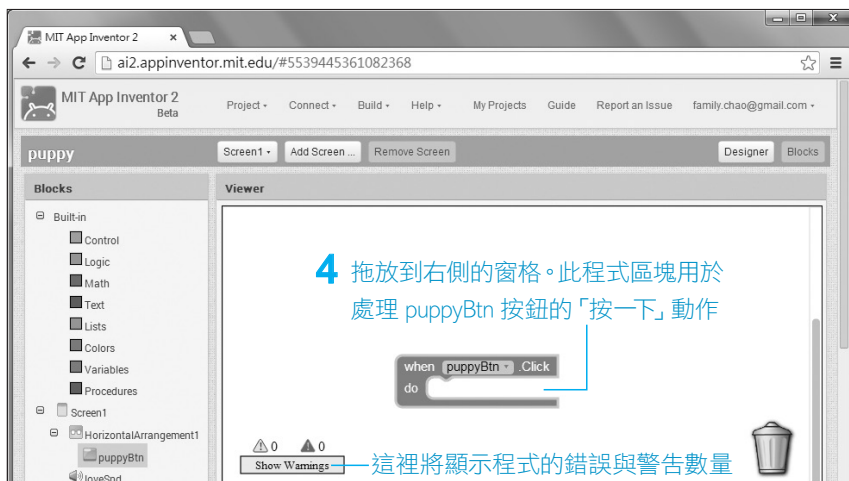 MIT App Inventor 2
ai2.appinventor.mit.edu/#5539445361082368
MIT App Inventor 2
Beta
Project
Connect
Build
Help
My Projects
Guide
Report an Issue
family.chao@gmail.com
puppy
Screen1
Add Screen ...
Remove Screen
Designer
Blocks
Blocks
Viewer
Built-in
Control
Logic
Math
Text
Lists
Colors
Variables
Procedures
Screen1
HorizontalArrangement1
puppyBtn
loveSnd
4 拖放到右側的窗格。此程式區塊用於
處理 puppyBtn 按鈕的「按一下」動作
when puppyBtn .Click
do
0 0
Show Warnings
這裡將顯示程式的錯誤與警告數量